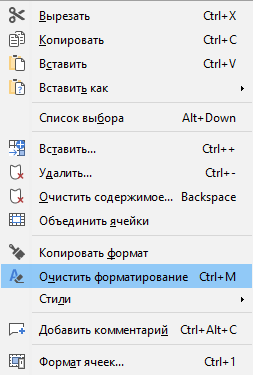 Вырезать Ctrl+X
Копировать Ctrl+C
Вставить Ctrl+V
Вставить как
Список выбора Alt+Down
Вставить... Ctrl++
Удалить... Ctrl+-
Очистить содержимое... Backspace
Объединить ячейки
Копировать формат
Очистить форматирование Ctrl+M
Стили
Добавить комментарий Ctrl+Alt+C
Формат ячеек... Ctrl+1